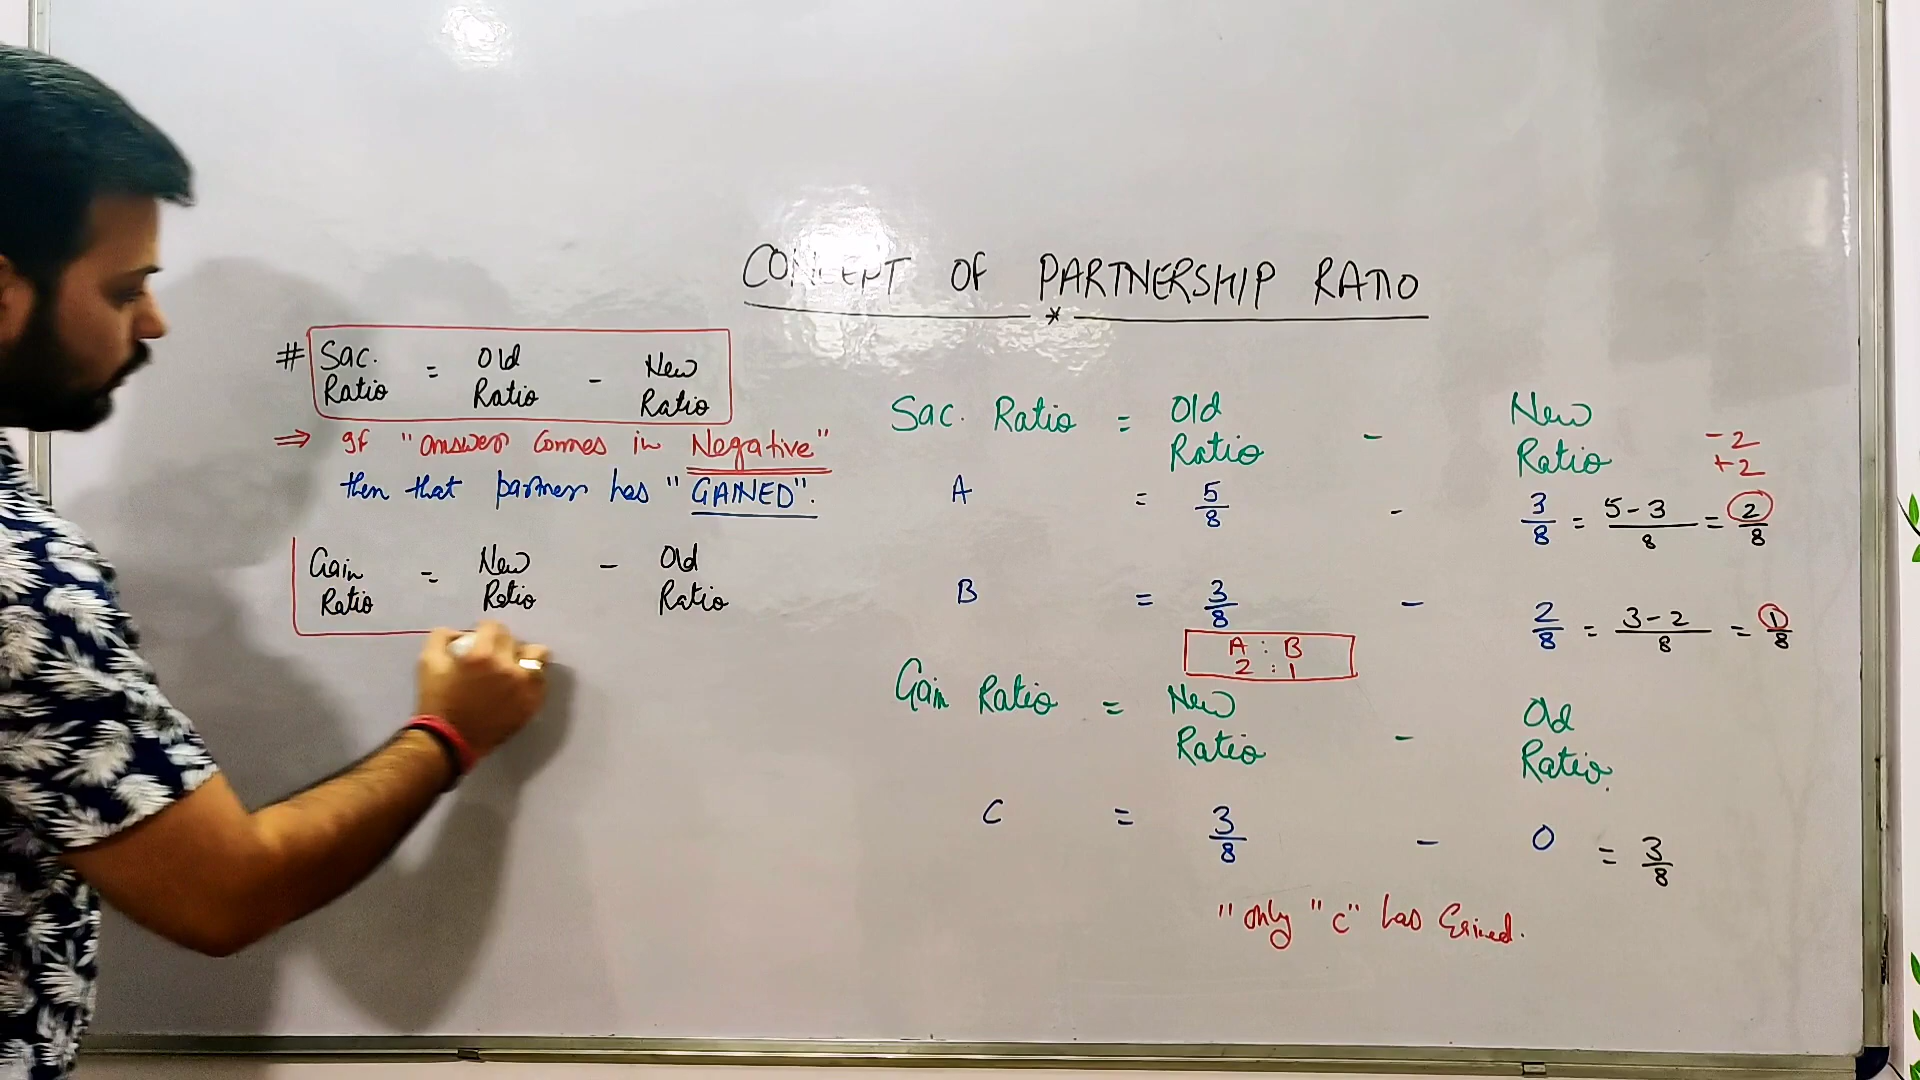 CONCEPT OF PARTNERSHIP RATIO
# Sac. Ratio = Old Ratio - New Ratio
⇒ If "answer comes in Negative"
then that partner has "GAINED".
Gain Ratio = New Ratio - Old Ratio
Sac. Ratio = Old Ratio - New Ratio
-2
+2
A = 5/8 - 3/8 = 5-3/8 = 2/8
B = 3/8 - 2/8 = 3-2/8 = 1/8
A : B
2 : 1
Gain Ratio = New Ratio - Old Ratio.
C = 3/8 - 0 = 3/8
"only "C" has Gained.